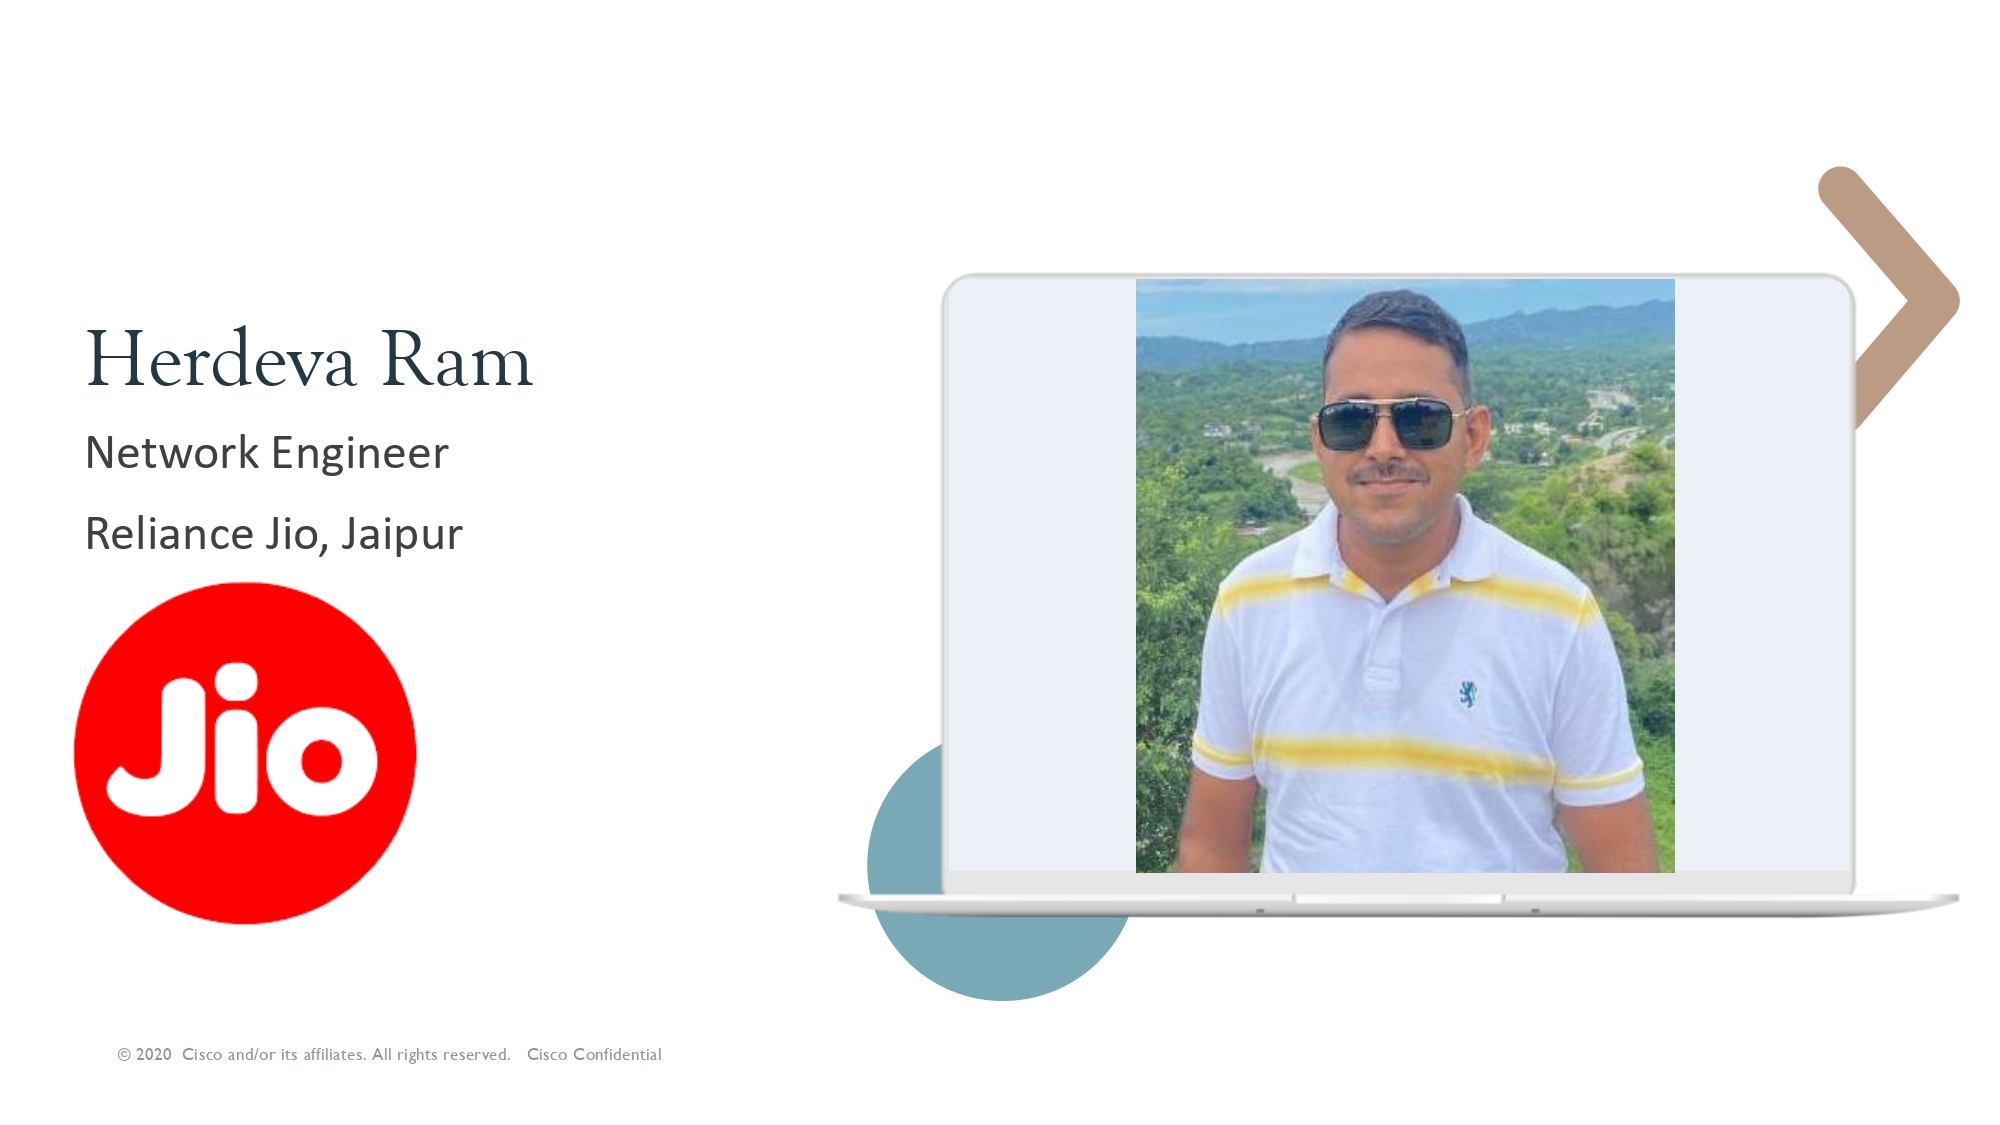 Herdeva Ram
Network Engineer
Reliance Jio, Jaipur
Jio
© 2020 Cisco and/or its affiliates. All rights reserved. Cisco Confidential